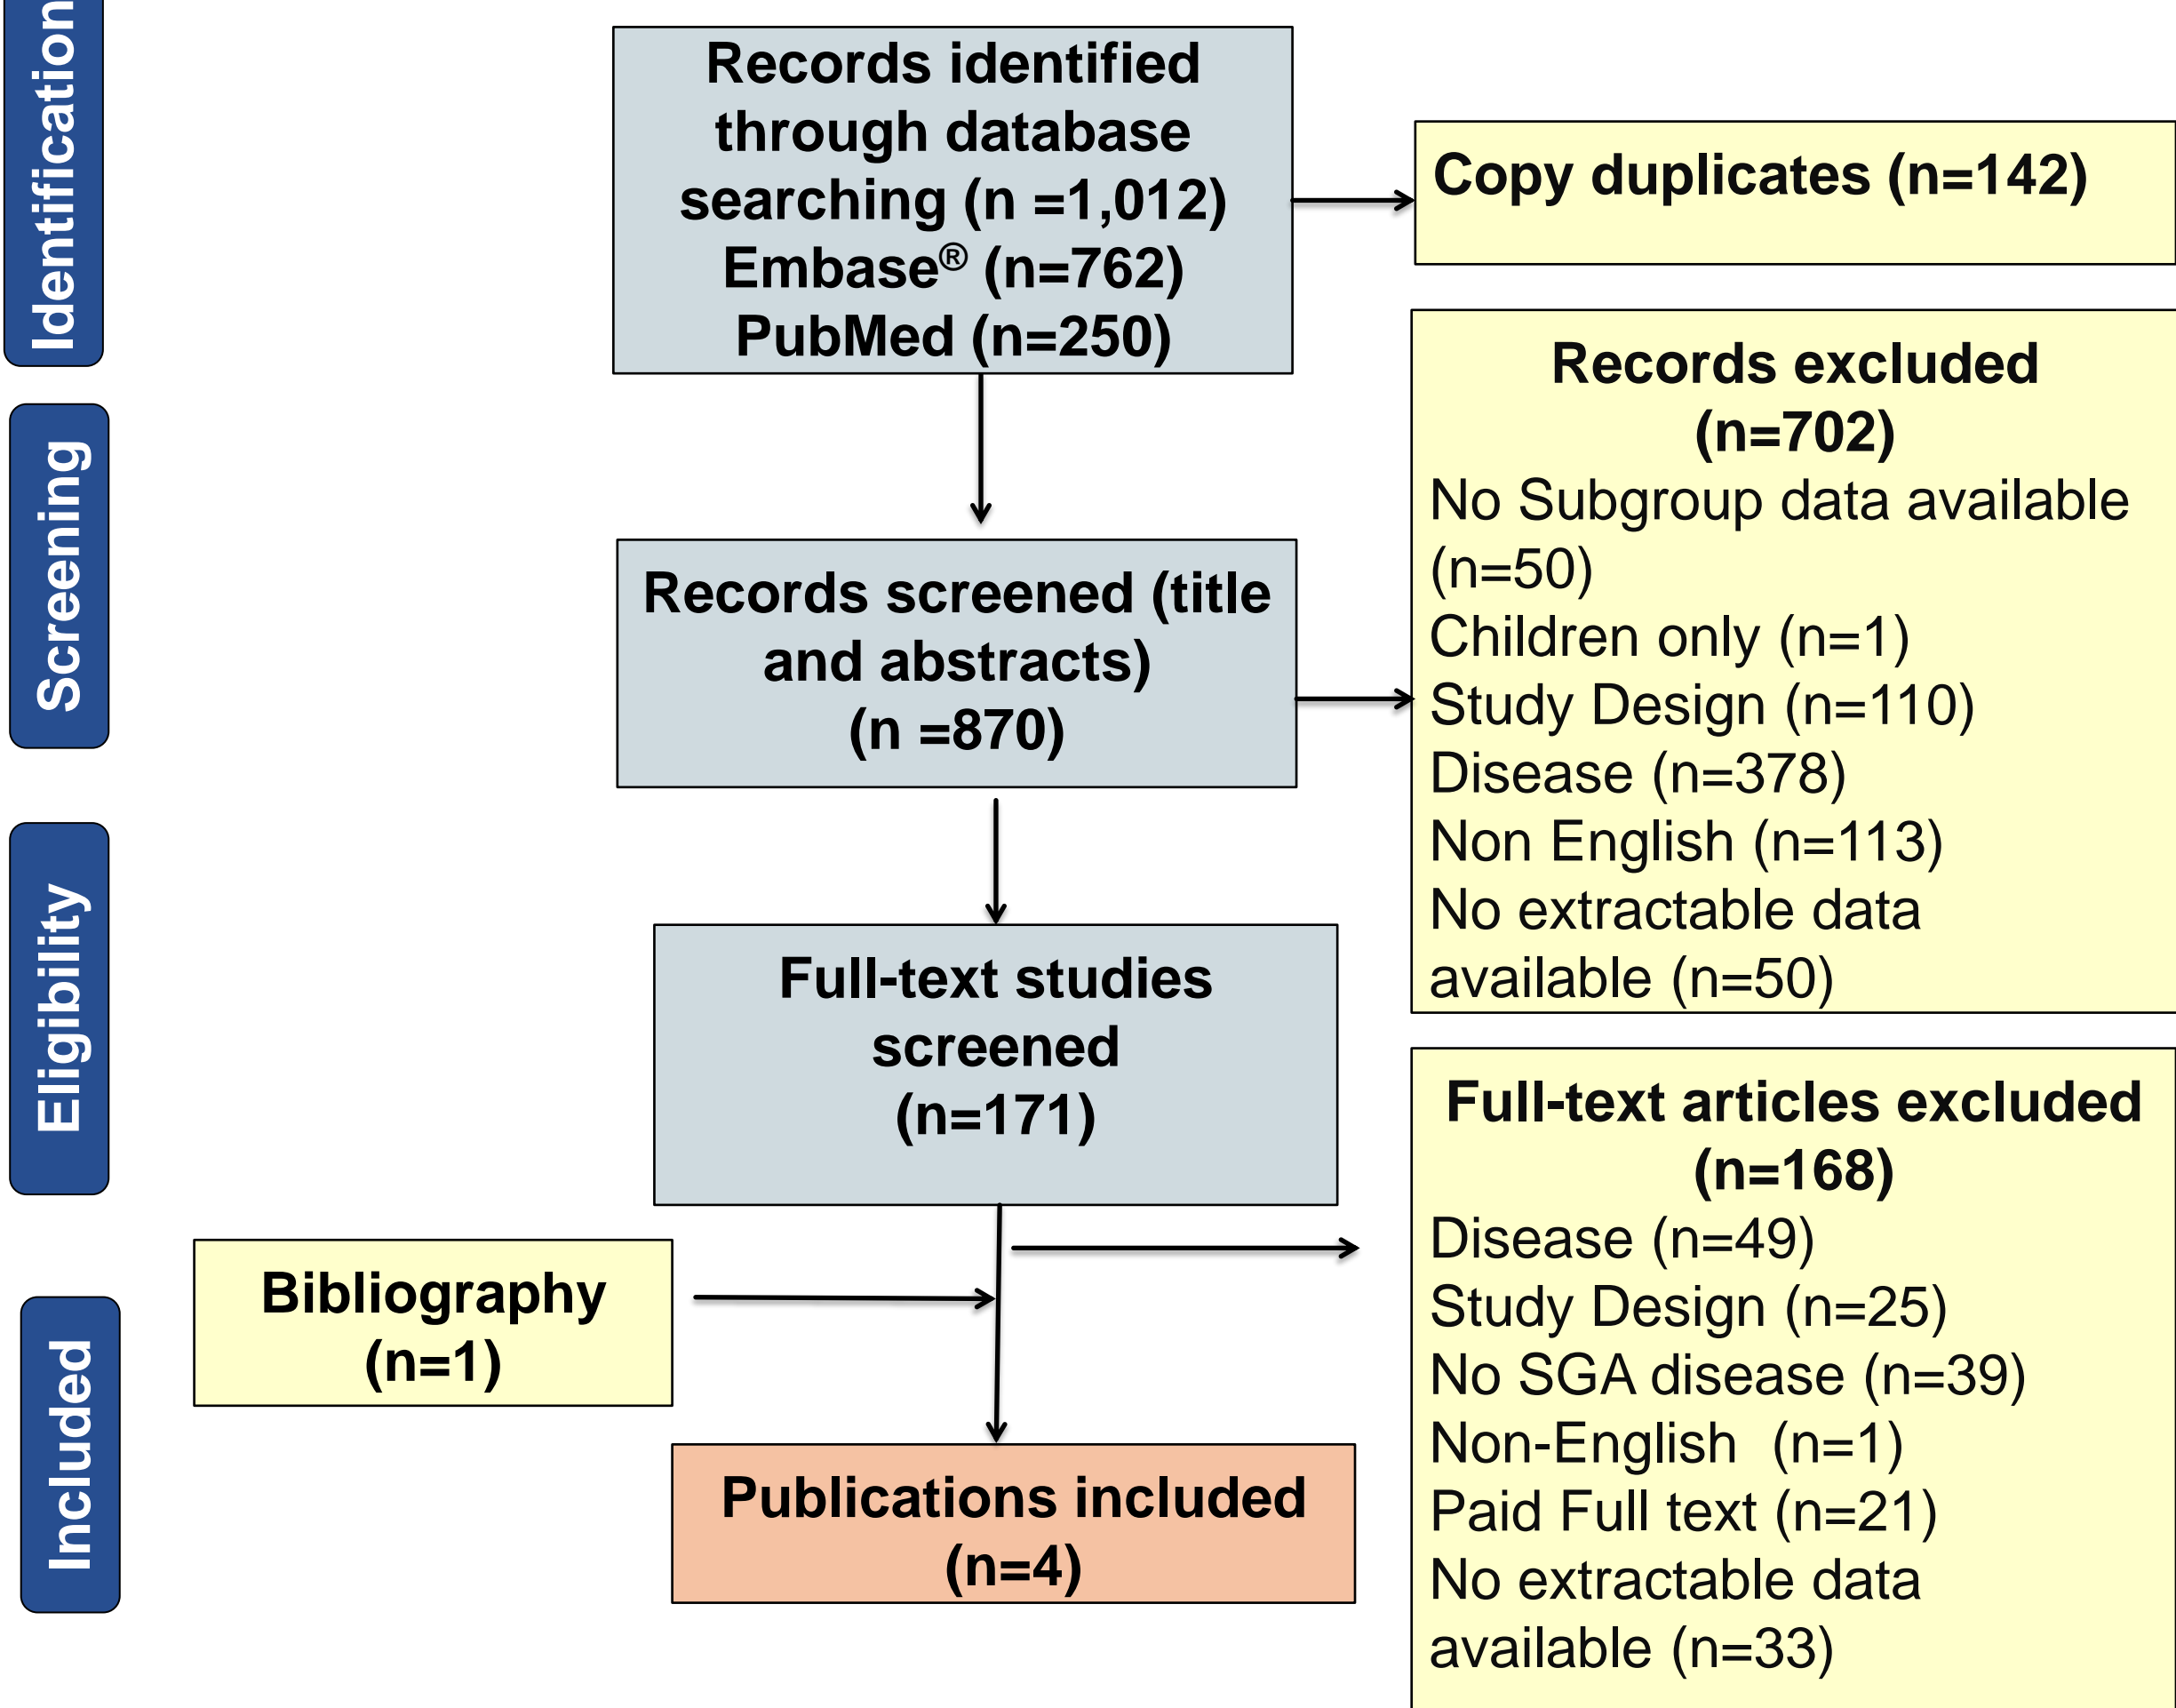 Identification
Records identified
through database
searching (n =1,012)
Embase® (n=762)
PubMed (n=250)
Copy duplicates (n=142)
Screening
Records screened (title
and abstracts)
(n =870)
Records excluded
(n=702)
No Subgroup data available
(n=50)
Children only (n=1)
Study Design (n=110)
Disease (n=378)
Non English (n=113)
No extractable data
available (n=50)
Eligibility
Full-text studies
screened
(n=171)
Full-text articles excluded
(n=168)
Disease (n=49)
Study Design (n=25)
No SGA disease (n=39)
Non-English (n=1)
Paid Full text (n=21)
No extractable data
available (n=33)
Bibliography
(n=1)
Included
Publications included
(n=4)